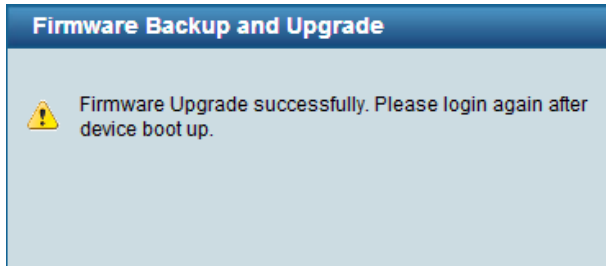 Firmware Backup and Upgrade
Firmware Upgrade successfully. Please login again after
device boot up.